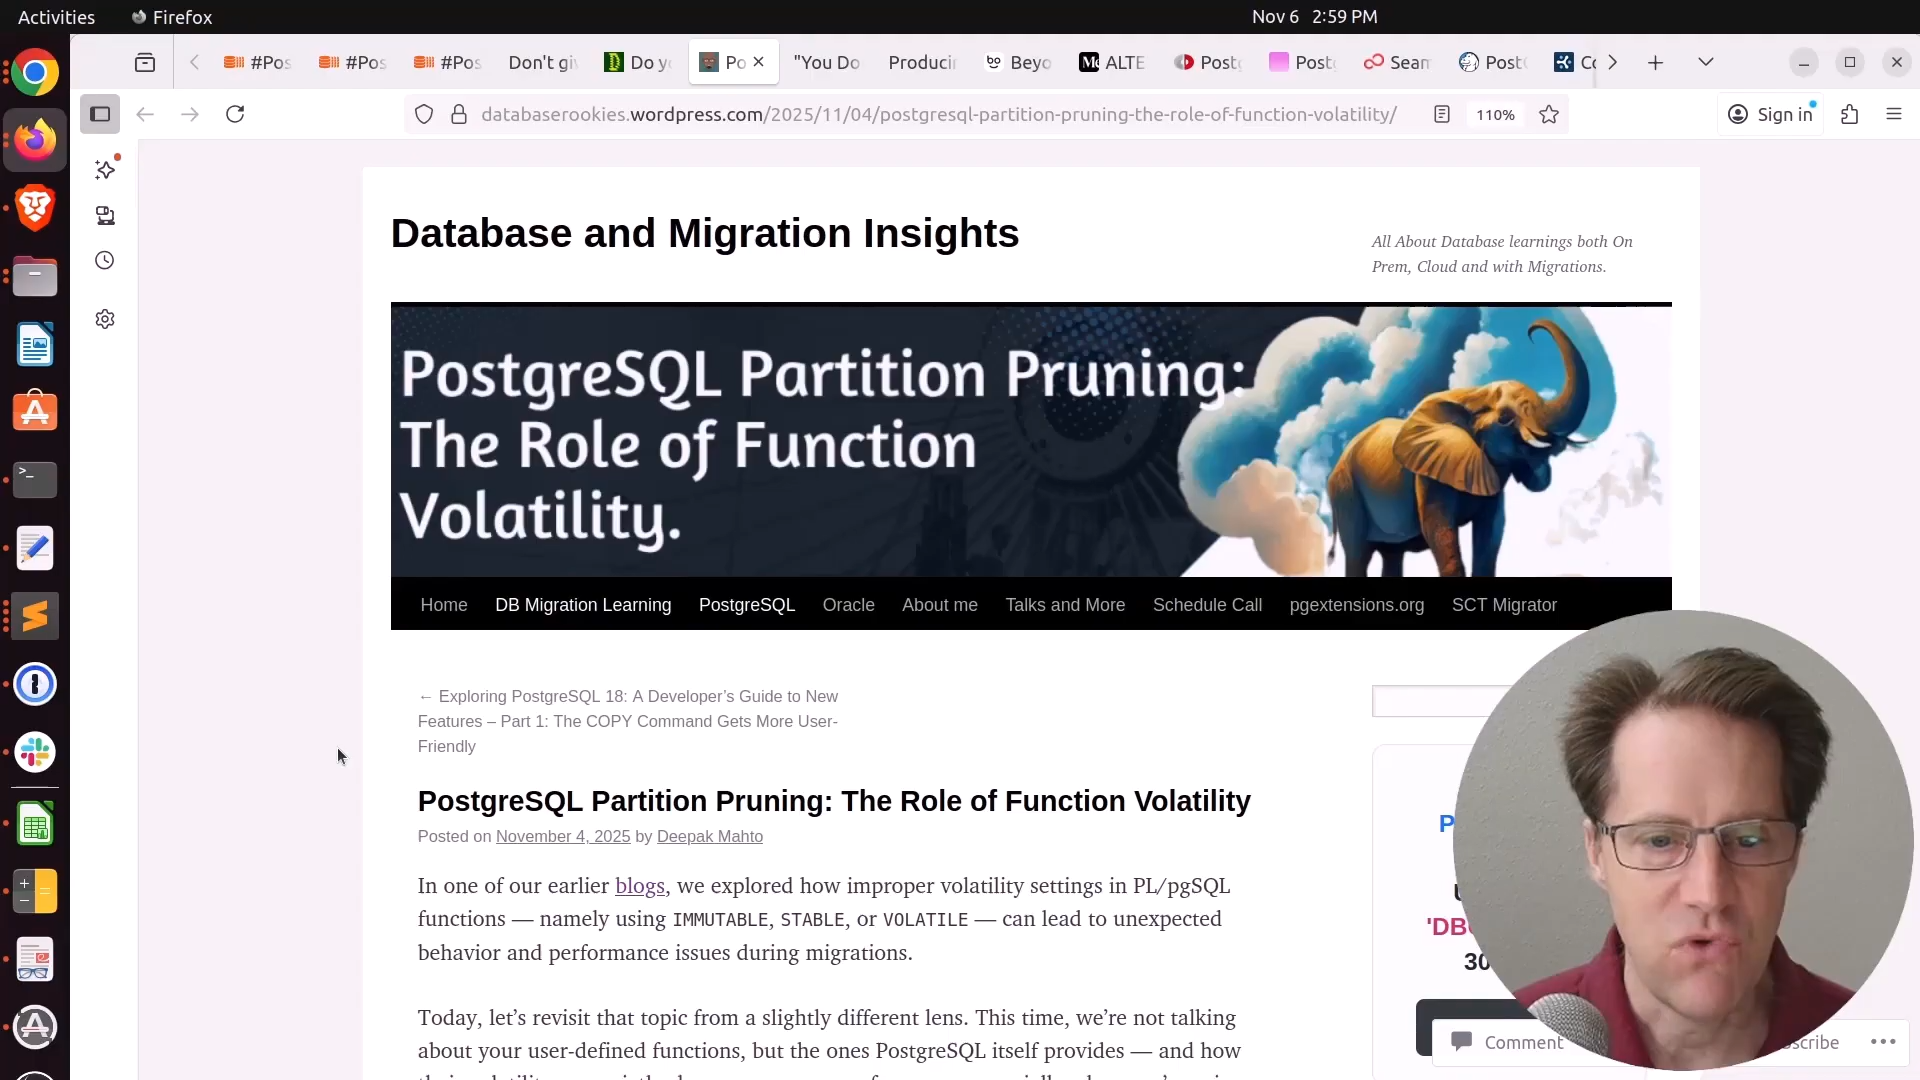 Activities
Firefox
Nov 6 2:59 PM
#Pos
#Pos
#Pos
Don't gi
Do y
Po
"You Do
Produci
Beyo
ALTE
Post
Post
Sean
Post
Co
databaserookies.wordpress.com/2025/11/04/postgresql-partition-pruning-the-role-of-function-volatility/
110%
Sign in
Database and Migration Insights
All About Database learnings both On
Prem, Cloud and with Migrations.
PostgreSQL Partition Pruning:
The Role of Function
Volatility.
Home DB Migration Learning PostgreSQL Oracle About me Talks and More Schedule Call pgextensions.org SCT Migrator
← Exploring PostgreSQL 18: A Developer's Guide to New
Features – Part 1: The COPY Command Gets More User-
Friendly
PostgreSQL Partition Pruning: The Role of Function Volatility
Posted on November 4, 2025 by Deepak Mahto
In one of our earlier blogs, we explored how improper volatility settings in PL/pgSQL
functions — namely using IMMUTABLE, STABLE, or VOLATILE — can lead to unexpected
behavior and performance issues during migrations.
Today, let's revisit that topic from a slightly different lens. This time, we're not talking
about your user-defined functions, but the ones PostgreSQL itself provides — and how
P
'DB
30
Comment
scribe